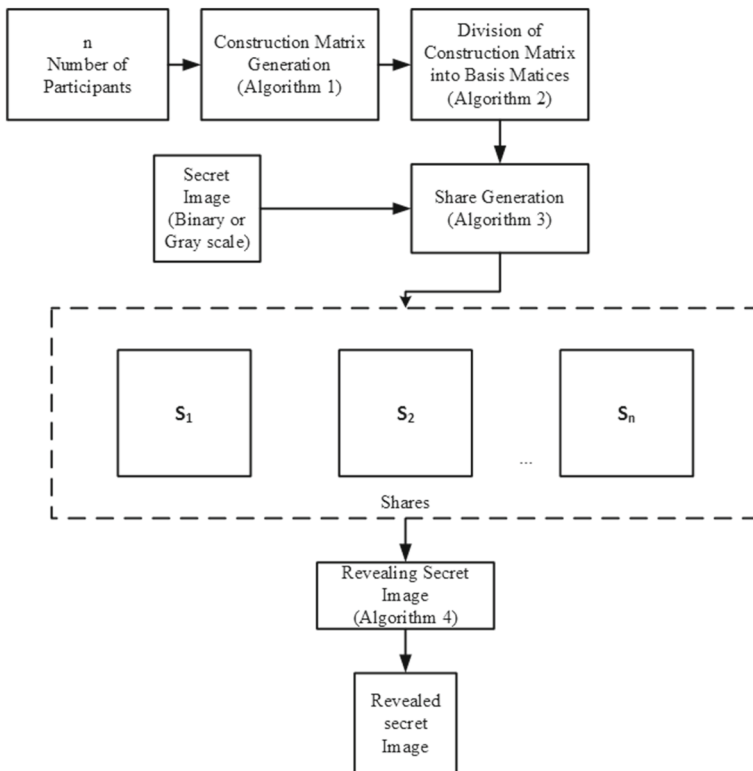 n
Number of
Participants
Construction Matrix
Generation
(Algorithm 1)
Division of
Construction Matrix
into Basis Matices
(Algorithm 2)
Secret
Image
(Binary or
Gray scale)
Share Generation
(Algorithm 3)
S₁
S₂
...
Sₙ
Shares
Revealing Secret
Image
(Algorithm 4)
Revealed
secret
Image